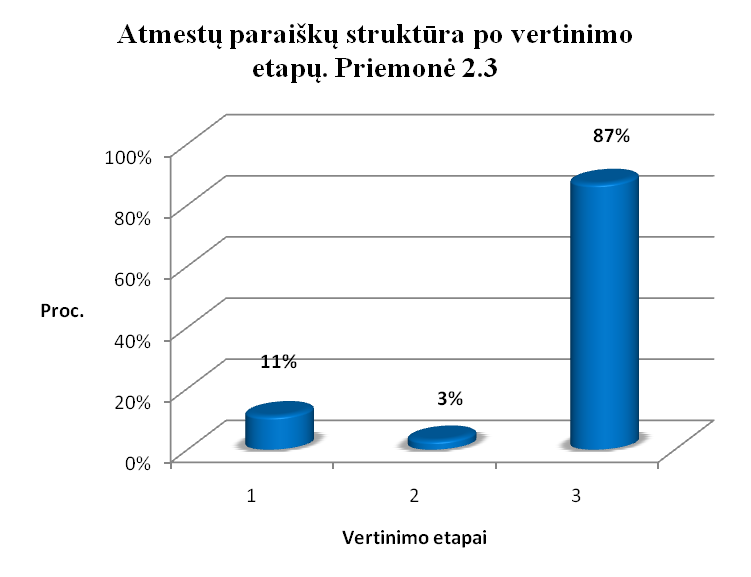 Atmestų paraiškų struktūra po vertinimo
etapų. Priemonė 2.3
87%
100%
80%
60%
Proc.
40%
11%
3%
20%
0%
1 2 3
Vertinimo etapai